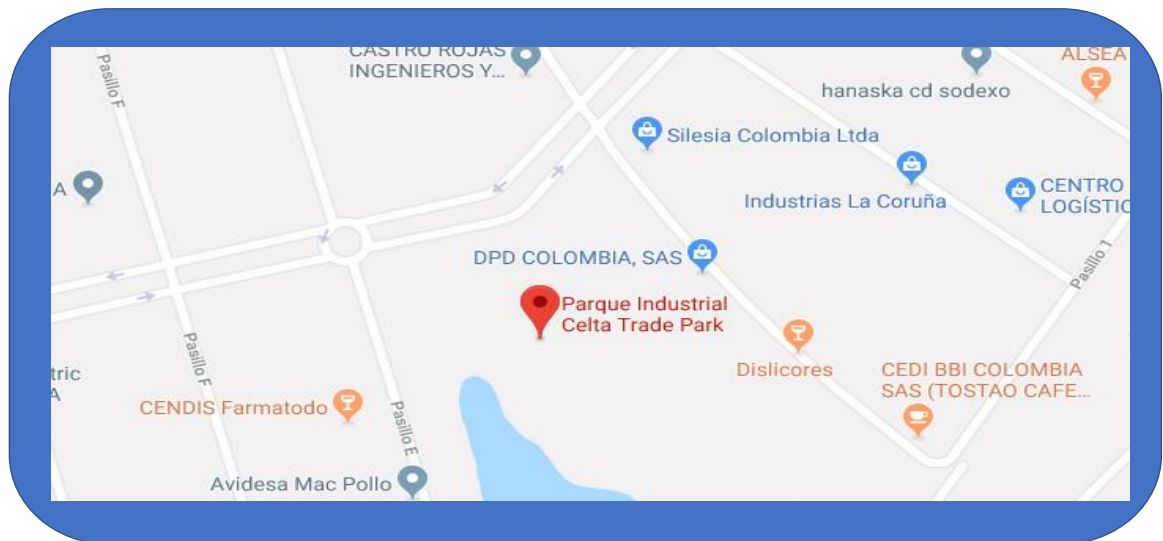 CASTRO ROJAS
INGENIEROS Y...
ALSEA
hanaska cd sodexo
Pasillo F
Silesia Colombia Ltda
A
Industrias La Coruña
CENTRO
LOGÍSTIC
DPD COLOMBIA, SAS
Pasillo 1
Parque Industrial
Celta Trade Park
Pasillo F
tric
A
Dislicores
CEDI BBI COLOMBIA
SAS (TOSTAO CAFE...
CENDIS Farmatodo
Pasillo E
Avidesa Mac Pollo